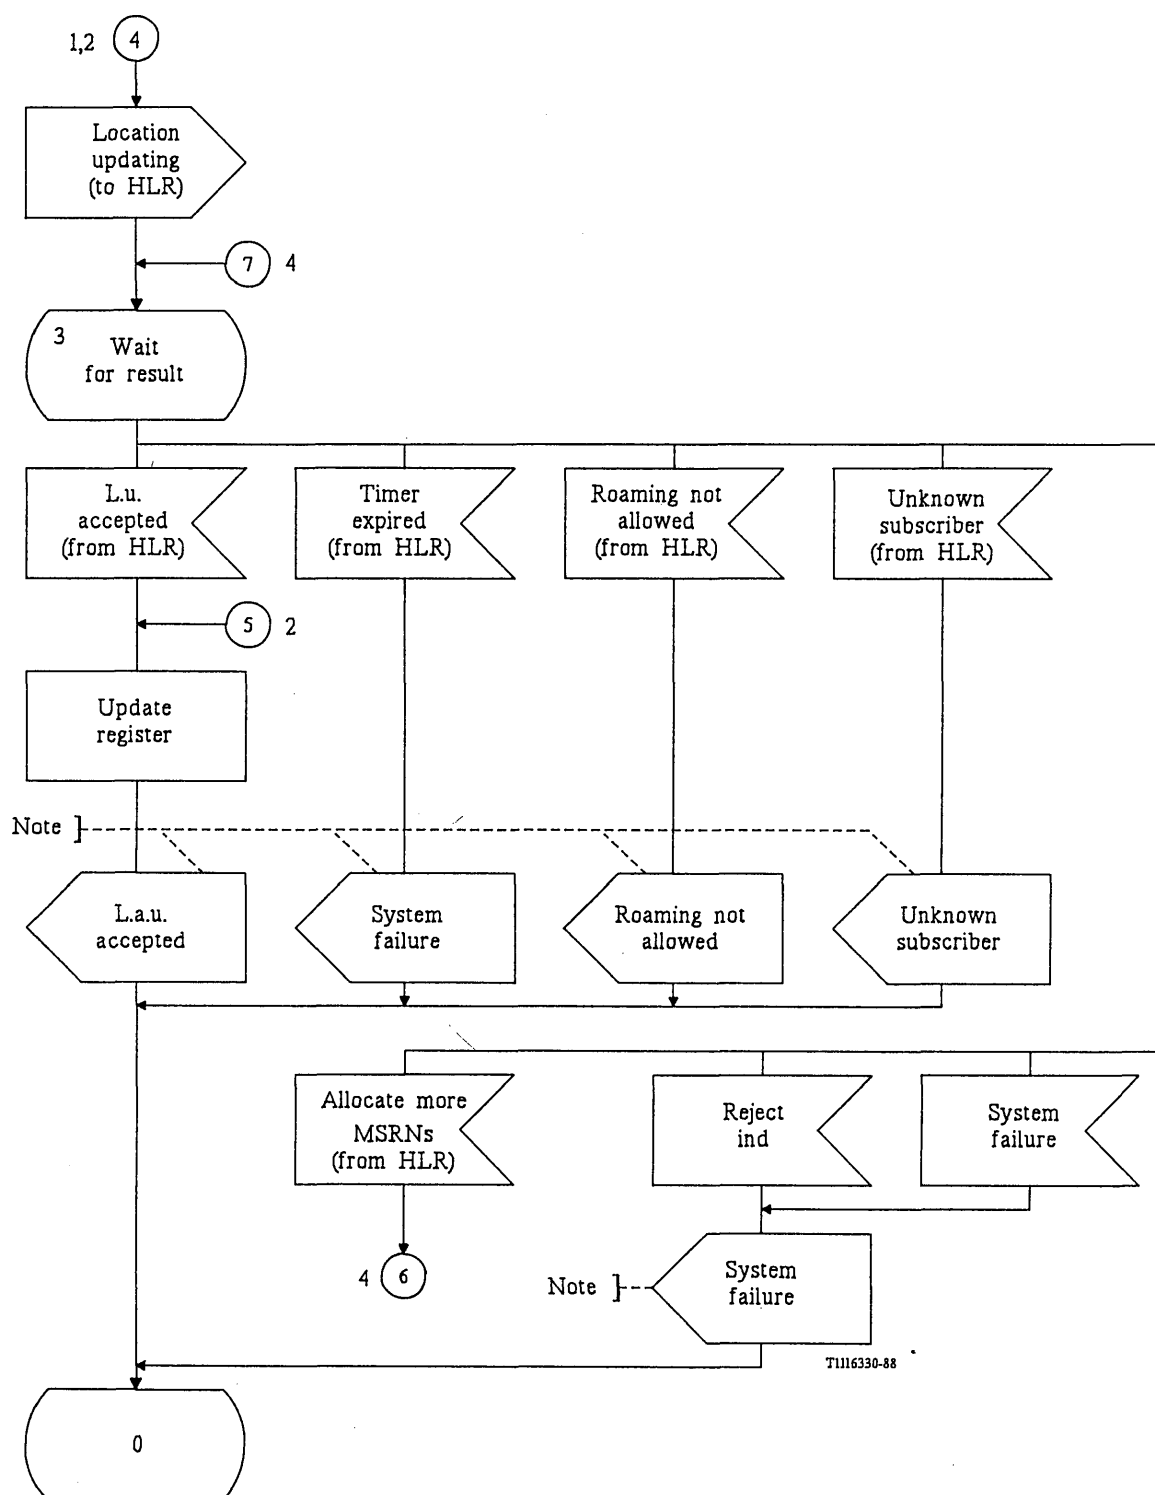 1,2 4
Location
updating
(to HLR)
7 4
3
Wait
for result
L.u.
accepted
(from HLR)
Timer
expired
(from HLR)
Roaming not
allowed
(from HLR)
Unknown
subscriber
(from HLR)
5 2
Update
register
Note
L.a.u.
accepted
System
failure
Roaming not
allowed
Unknown
subscriber
Allocate more
MSRNs
(from HLR)
Reject
ind
System
failure
4 6
Note
System
failure
T1116330-88
0